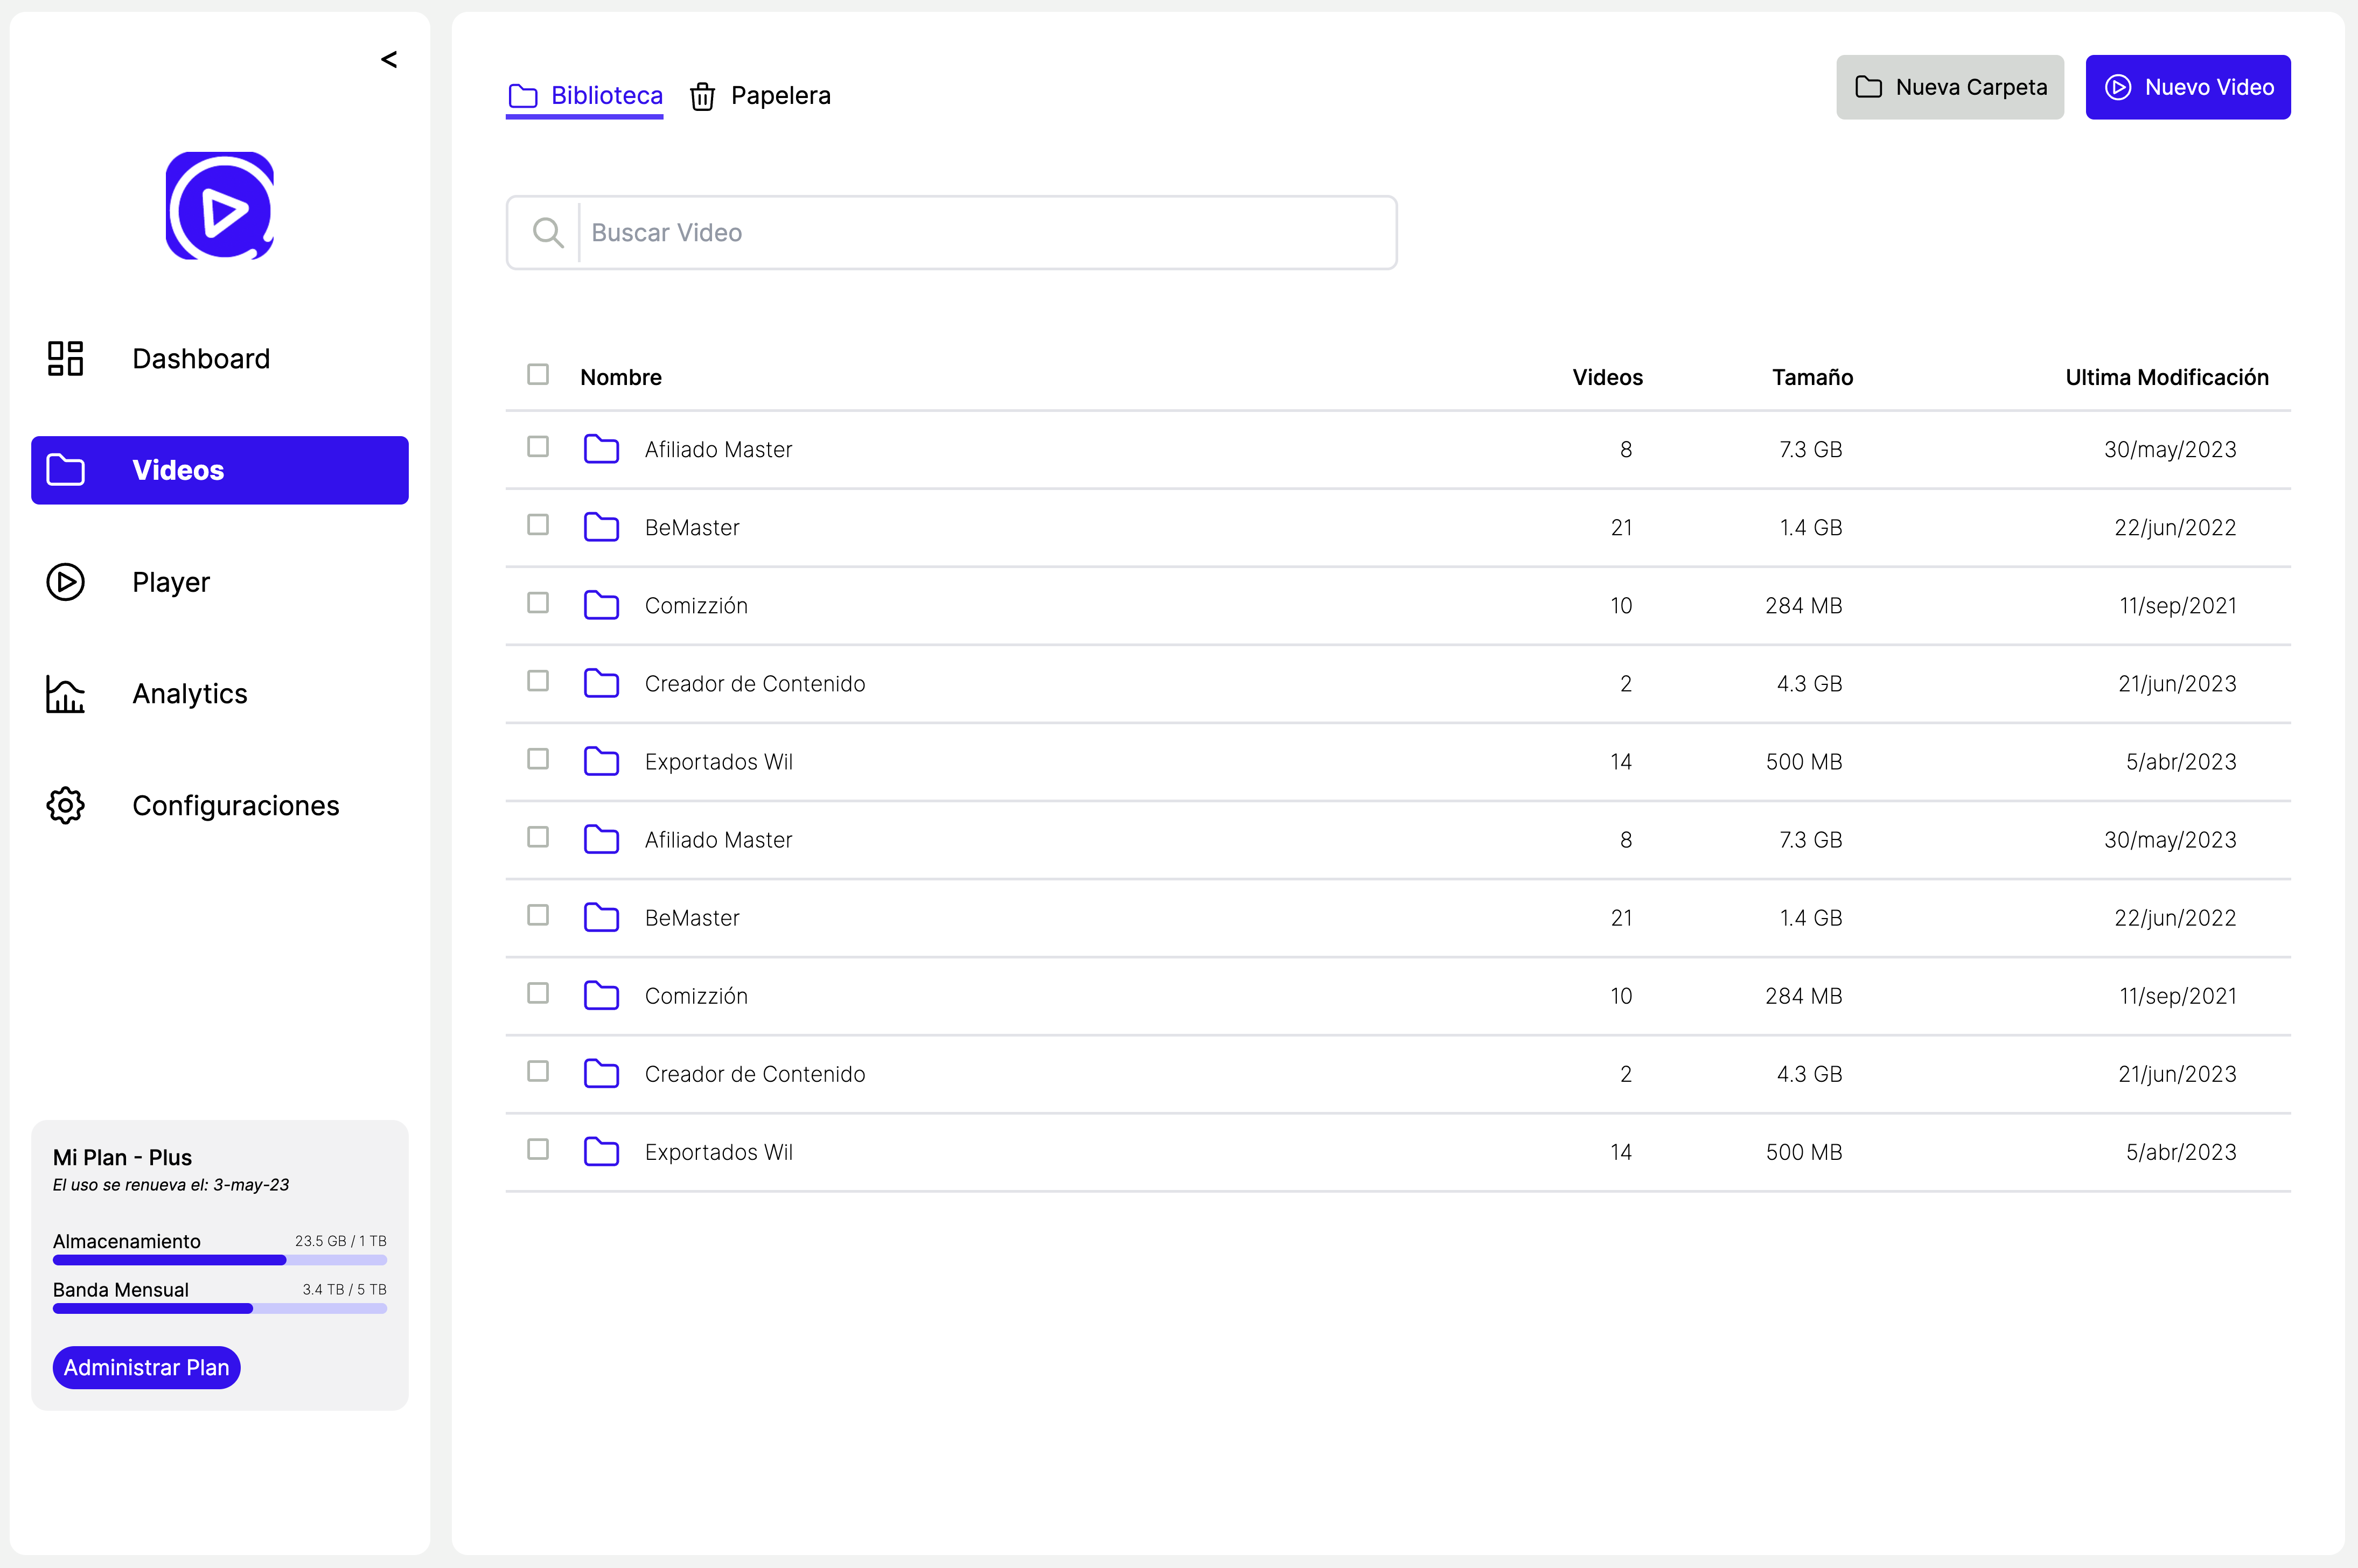 <
Dashboard
Videos
Player
Analytics
Configuraciones
Mi Plan - Plus
El uso se renueva el: 3-may-23
Almacenamiento 23.5 GB / 1 TB
Banda Mensual 3.4 TB / 5 TB
Administrar Plan
Biblioteca Papelera Nueva Carpeta Nuevo Video
Buscar Video
Nombre Videos Tamaño Ultima Modificación
Afiliado Master 8 7.3 GB 30/may/2023
BeMaster 21 1.4 GB 22/jun/2022
Comizzión 10 284 MB 11/sep/2021
Creador de Contenido 2 4.3 GB 21/jun/2023
Exportados Wil 14 500 MB 5/abr/2023
Afiliado Master 8 7.3 GB 30/may/2023
BeMaster 21 1.4 GB 22/jun/2022
Comizzión 10 284 MB 11/sep/2021
Creador de Contenido 2 4.3 GB 21/jun/2023
Exportados Wil 14 500 MB 5/abr/2023